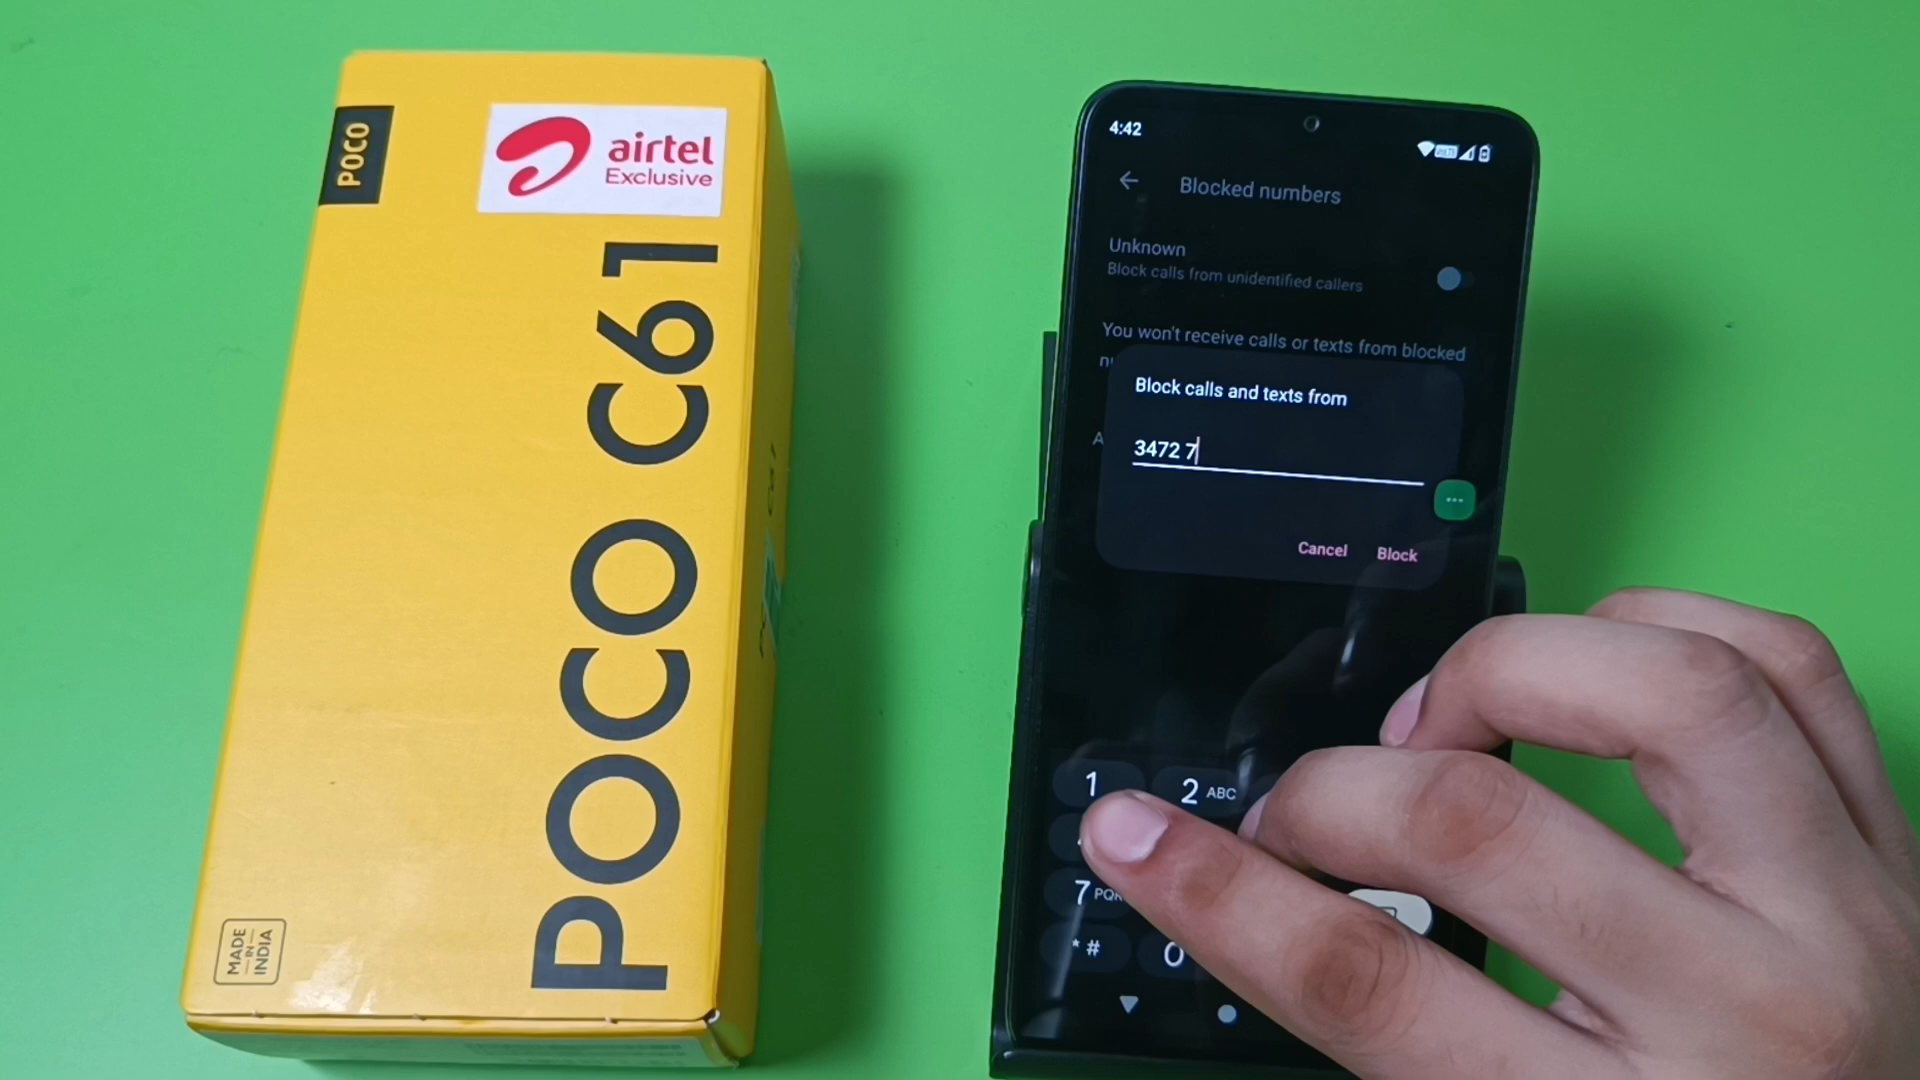 POCO
airtel
Exclusive
POCO C61
MADE
IN
INDIA
4:42
Blocked numbers
Unknown
Block calls from unidentified callers
You won't receive calls or texts from blocked
Block calls and texts from
3472 7
Cancel
Block
1
2 ABC
7 PQR
* #
0